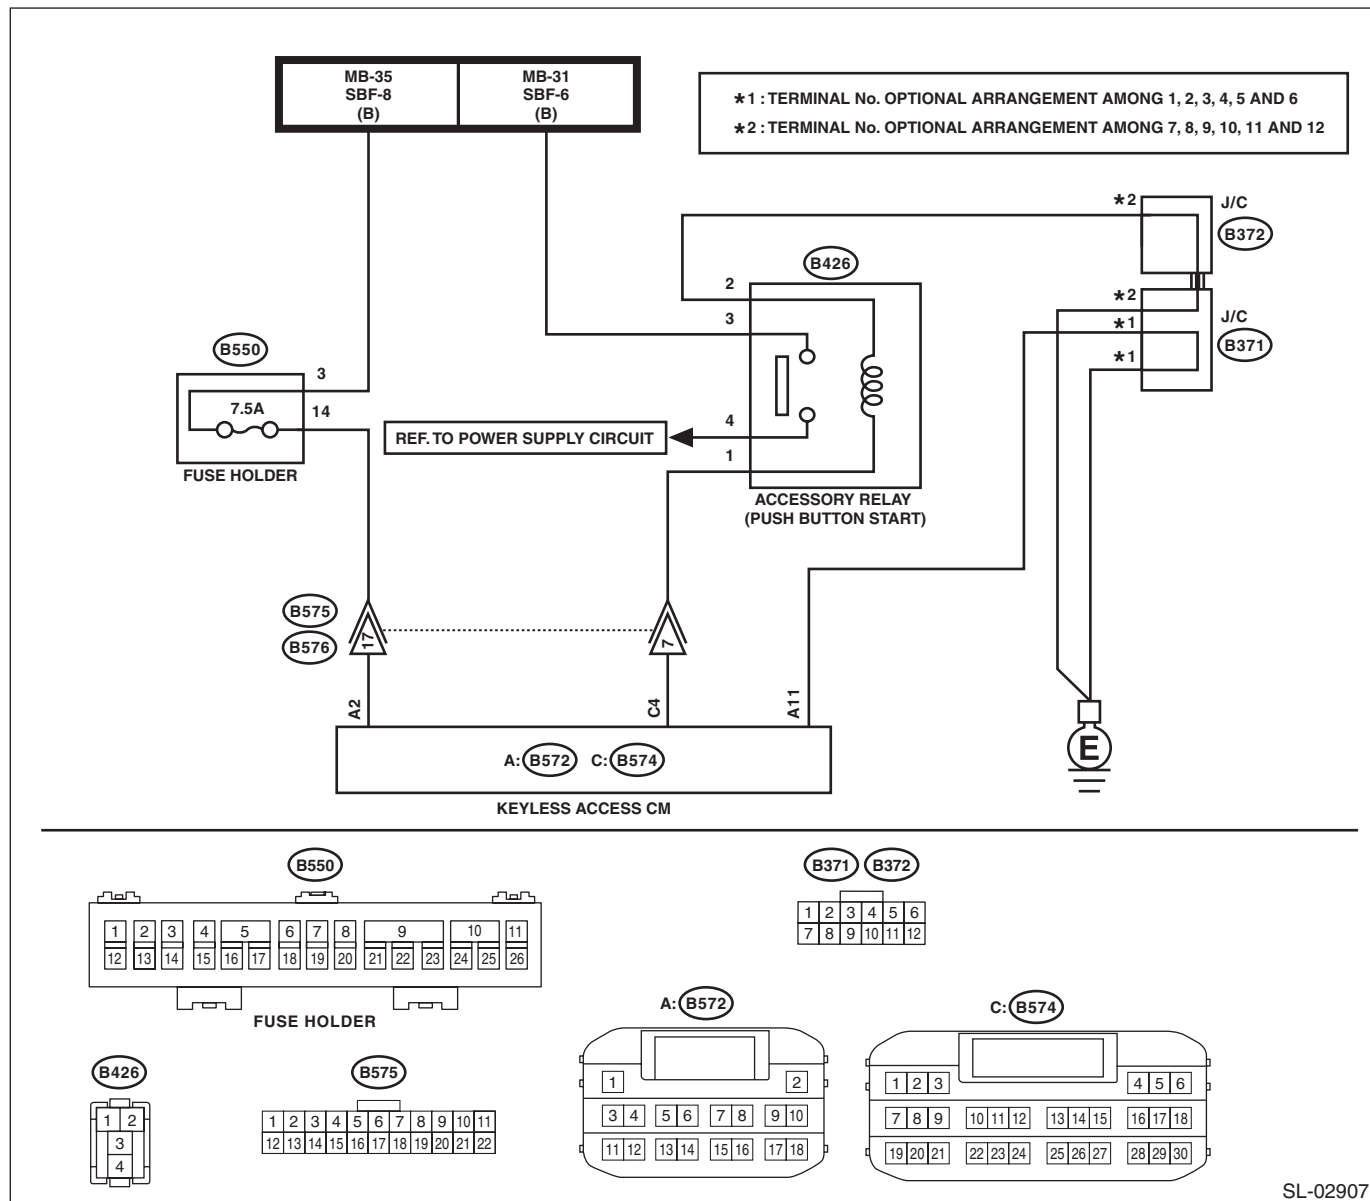 MB-35
SBF-8
(B)
MB-31
SBF-6
(B)
*1 : TERMINAL No. OPTIONAL ARRANGEMENT AMONG 1, 2, 3, 4, 5 AND 6
*2 : TERMINAL No. OPTIONAL ARRANGEMENT AMONG 7, 8, 9, 10, 11 AND 12
*2
J/C
B372
B426
2
*2
3
*1
J/C
B371
*1
B550
3
7.5A
14
FUSE HOLDER
REF. TO POWER SUPPLY CIRCUIT
4
1
ACCESSORY RELAY
(PUSH BUTTON START)
B575
B576
17
7
A2
C4
A11
E
A: B572 C: B574
KEYLESS ACCESS CM
B550
1 2 3 4 5 6 7 8 9 10 11
12 13 14 15 16 17 18 19 20 21 22 23 24 25 26
FUSE HOLDER
B371 B372
1 2 3 4 5 6
7 8 9 10 11 12
B426
1 2
3
4
B575
1 2 3 4 5 6 7 8 9 10 11
12 13 14 15 16 17 18 19 20 21 22
A: B572
1 2
3 4 5 6 7 8 9 10
11 12 13 14 15 16 17 18
C: B574
1 2 3 4 5 6
7 8 9 10 11 12 13 14 15 16 17 18
19 20 21 22 23 24 25 26 27 28 29 30
SL-02907